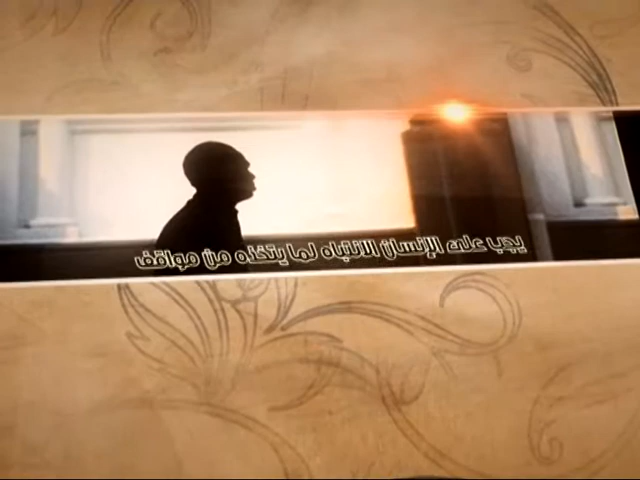 يجب على الإنسان الانتباه لما يتخذه من مواقف